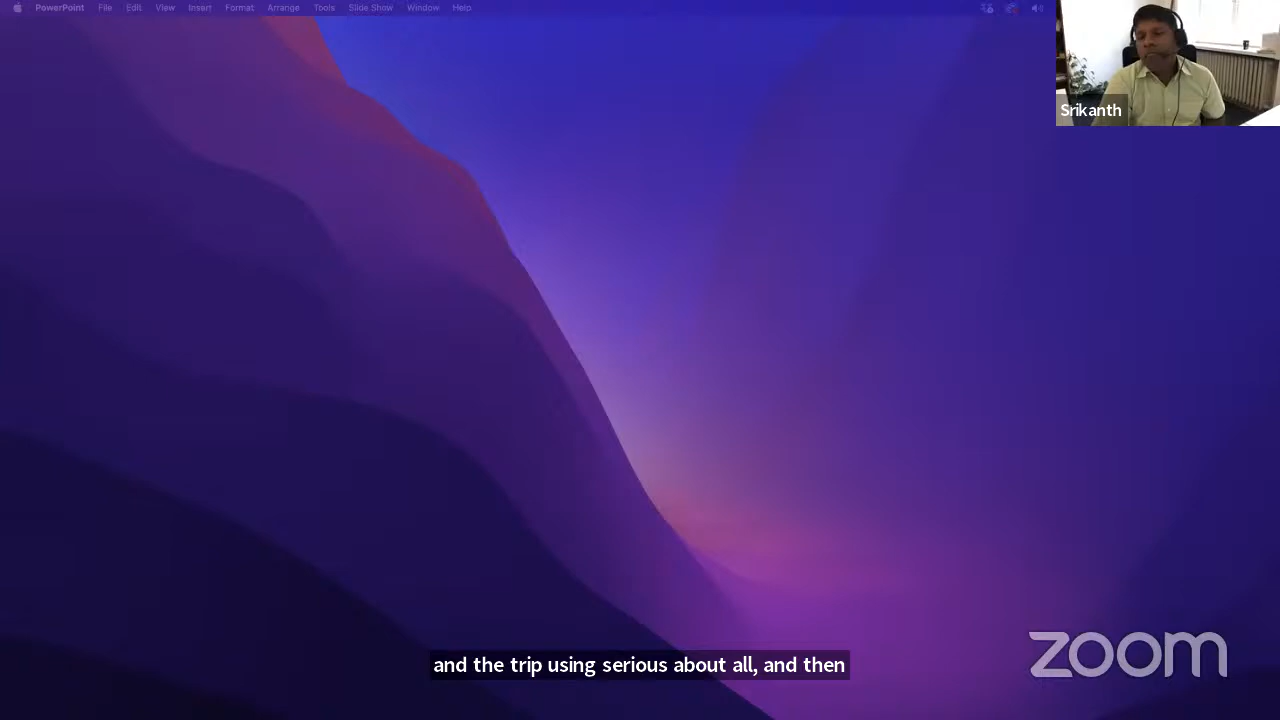 PowerPoint File Edit View Insert Format Arrange Tools Slide Show Window Help
Srikanth
and the trip using serious about all, and then
zoom